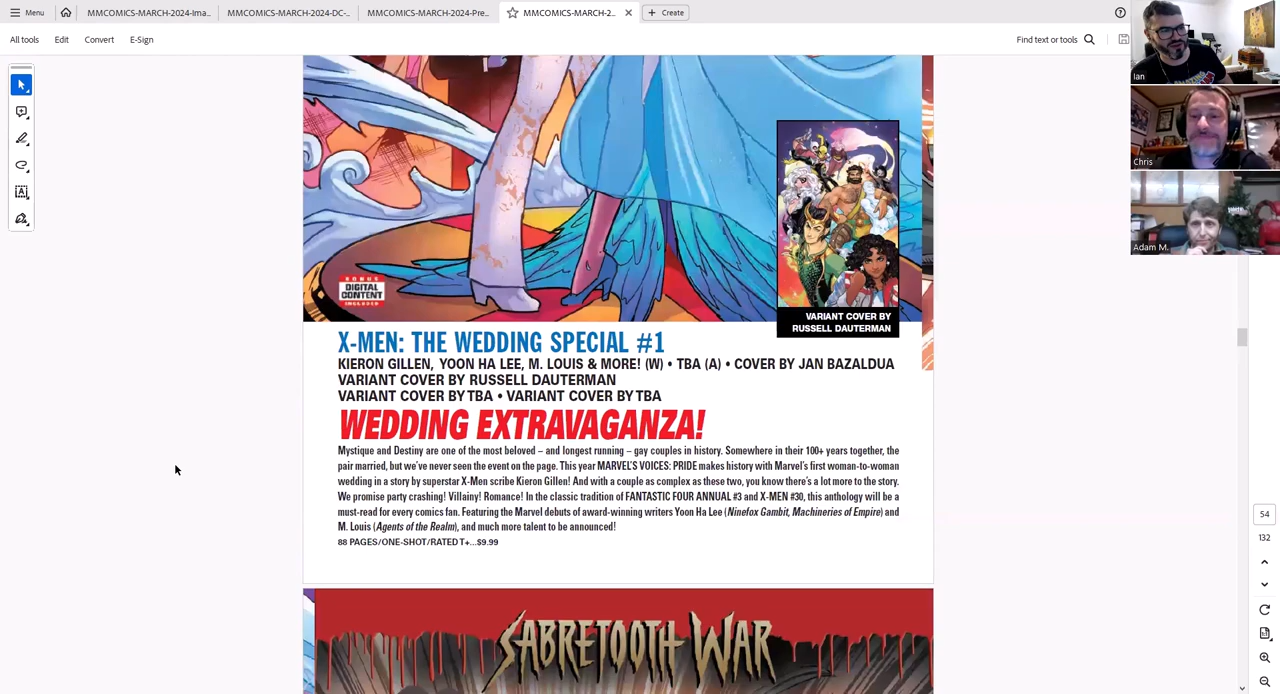 Menu
MMCOMICS-MARCH-2024-Ima...
MMCOMICS-MARCH-2024-DC-...
MMCOMICS-MARCH-2024-Pre...
MMCOMICS-MARCH-2...
Create
All tools
Edit
Convert
E-Sign
Find text or tools
Ian
Chris
Adam M.
BONUS
DIGITAL
CONTENT
INCLUDED
VARIANT COVER BY
RUSSELL DAUTERMAN
X-MEN: THE WEDDING SPECIAL #1
KIERON GILLEN, YOON HA LEE, M. LOUIS & MORE! (W) • TBA (A) • COVER BY JAN BAZALDUA
VARIANT COVER BY RUSSELL DAUTERMAN
VARIANT COVER BY TBA • VARIANT COVER BY TBA
WEDDING EXTRAVAGANZA!
Mystique and Destiny are one of the most beloved – and longest running – gay couples in history. Somewhere in their 100+ years together, the
pair married, but we've never seen the event on the page. This year MARVEL'S VOICES: PRIDE makes history with Marvel's first woman-to-woman
wedding in a story by superstar X-Men scribe Kieron Gillen! And with a couple as complex as these two, you know there's a lot more to the story.
We promise party crashing! Villainy! Romance! In the classic tradition of FANTASTIC FOUR ANNUAL #3 and X-MEN #30, this anthology will be a
must-read for every comics fan. Featuring the Marvel debuts of award-winning writers Yoon Ha Lee (Ninefox Gambit, Machineries of Empire) and
M. Louis (Agents of the Realm), and much more talent to be announced!
88 PAGES/ONE-SHOT/RATED T+...$9.99
54
132
SABRETOOTH WAR